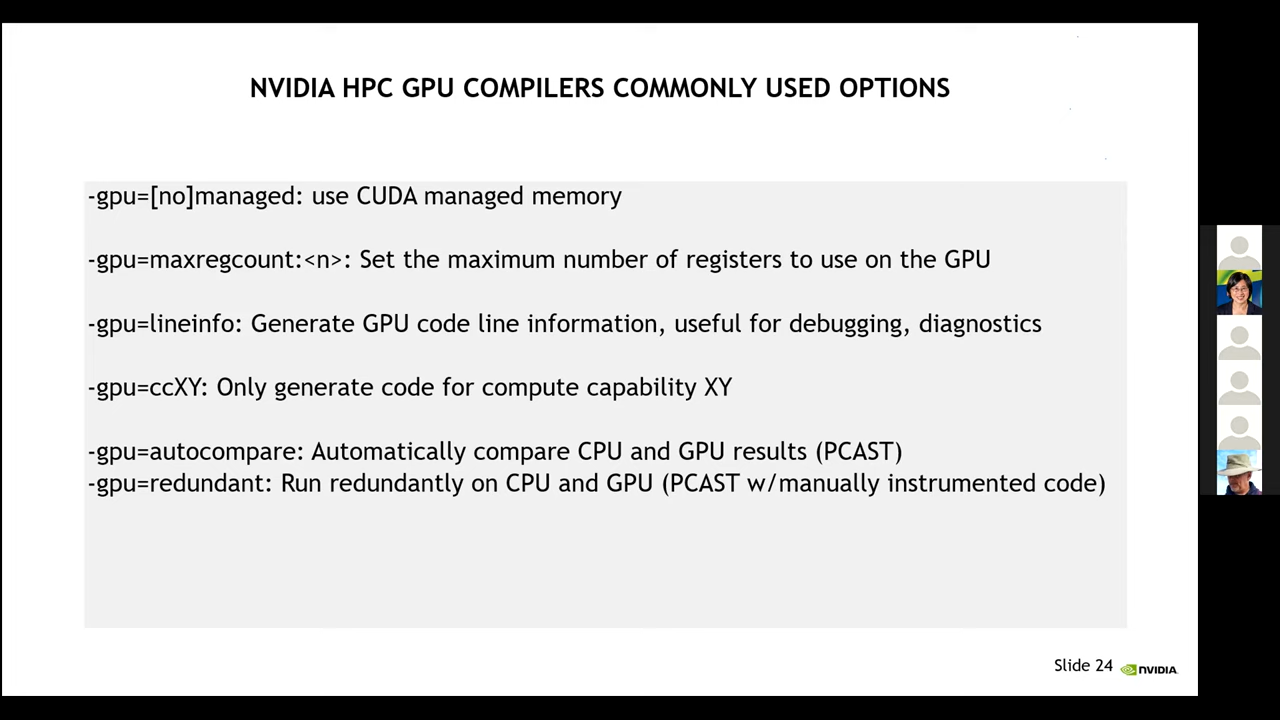 NVIDIA HPC GPU COMPILERS COMMONLY USED OPTIONS
-gpu=[no]managed: use CUDA managed memory
-gpu=maxregcount:<n>: Set the maximum number of registers to use on the GPU
-gpu=lineinfo: Generate GPU code line information, useful for debugging, diagnostics
-gpu=ccXY: Only generate code for compute capability XY
-gpu=autocompare: Automatically compare CPU and GPU results (PCAST)
-gpu=redundant: Run redundantly on CPU and GPU (PCAST w/manually instrumented code)
Slide 24 NVIDIA